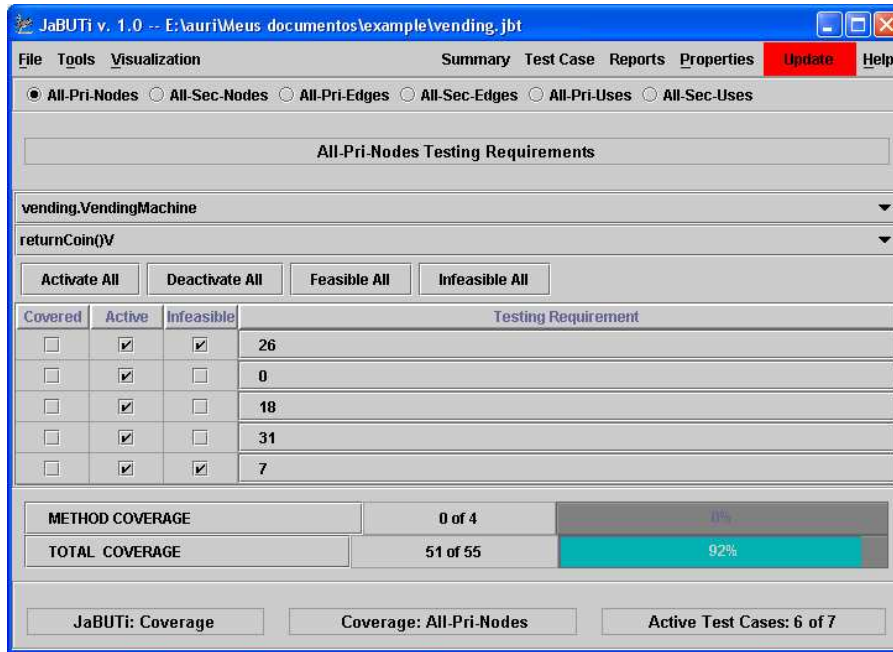 JaBUTi v. 1.0 -- E:\auri\Meus documentos\example\vending.jbt
File Tools Visualization Summary Test Case Reports Properties Update Help
All-Pri-Nodes All-Sec-Nodes All-Pri-Edges All-Sec-Edges All-Pri-Uses All-Sec-Uses
All-Pri-Nodes Testing Requirements
vending.VendingMachine
returnCoin()V
Activate All Deactivate All Feasible All Infeasible All
Covered Active Infeasible Testing Requirement
26
0
18
31
7
METHOD COVERAGE 0 of 4 0%
TOTAL COVERAGE 51 of 55 92%
JaBUTi: Coverage Coverage: All-Pri-Nodes Active Test Cases: 6 of 7